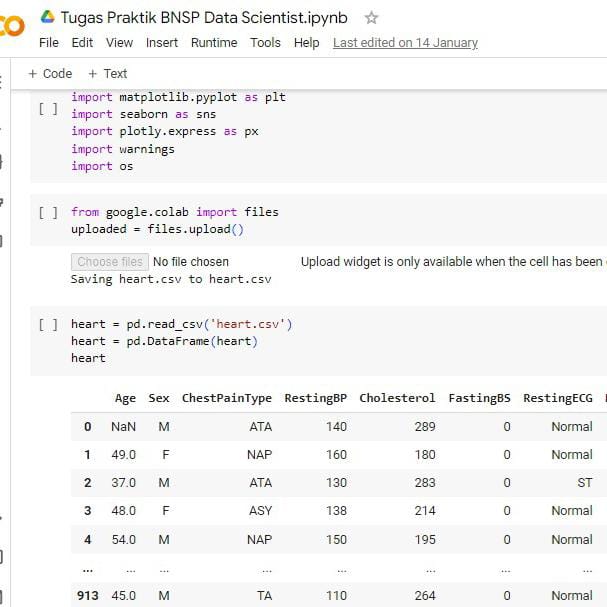 CO Tugas Praktik BNSP Data Scientist.ipynb
File Edit View Insert Runtime Tools Help Last edited on 14 January
+ Code + Text
import matplotlib.pyplot as plt
[ ] import seaborn as sns
import plotly.express as px
import warnings
import os
[ ] from google.colab import files
uploaded = files.upload()
Choose files No file chosen Upload widget is only available when the cell has been
Saving heart.csv to heart.csv
[ ] heart = pd.read_csv('heart.csv')
heart = pd.DataFrame(heart)
heart
Age Sex ChestPainType RestingBP Cholesterol FastingBS RestingECG
0 NaN M ATA 140 289 0 Normal
1 49.0 F NAP 160 180 0 Normal
2 37.0 M ATA 130 283 0 ST
3 48.0 F ASY 138 214 0 Normal
4 54.0 M NAP 150 195 0 Normal
... ... ... ... ... ... ... ...
913 45.0 M TA 110 264 0 Normal